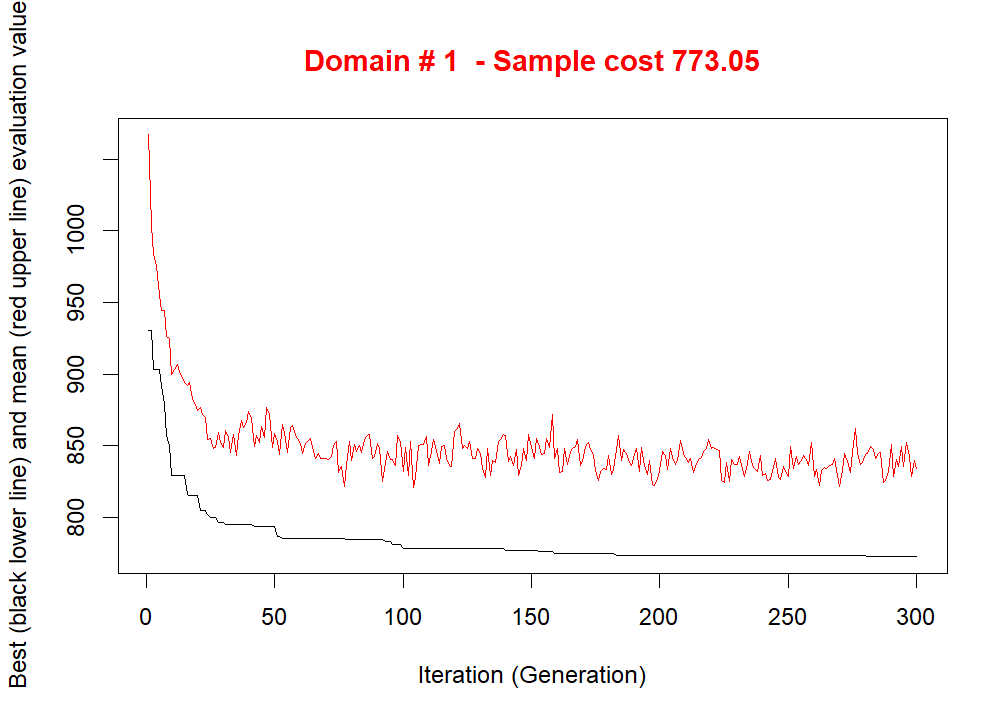 Domain # 1  - Sample cost 773.05
Best (black lower line) and mean (red upper line) evaluation value
1000
950
900
850
800
0 50 100 150 200 250 300
Iteration (Generation)